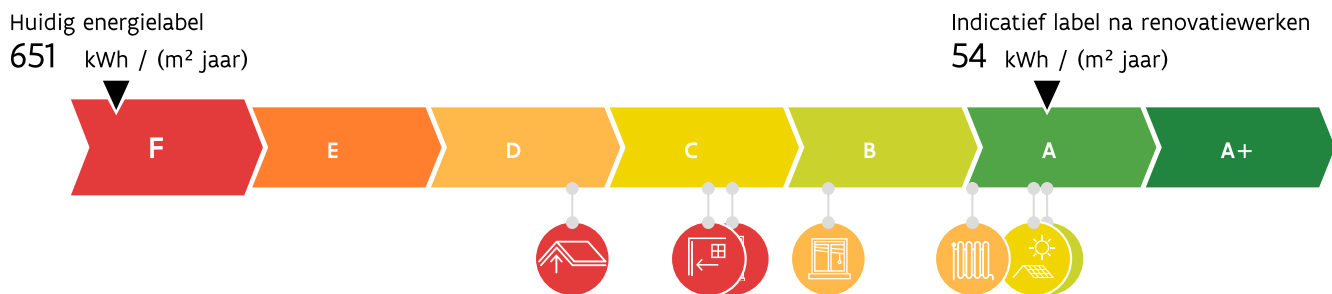 Huidig energielabel
651 kWh / (m² jaar)
Indicatief label na renovatiewerken
54 kWh / (m² jaar)
F E D C B A A+